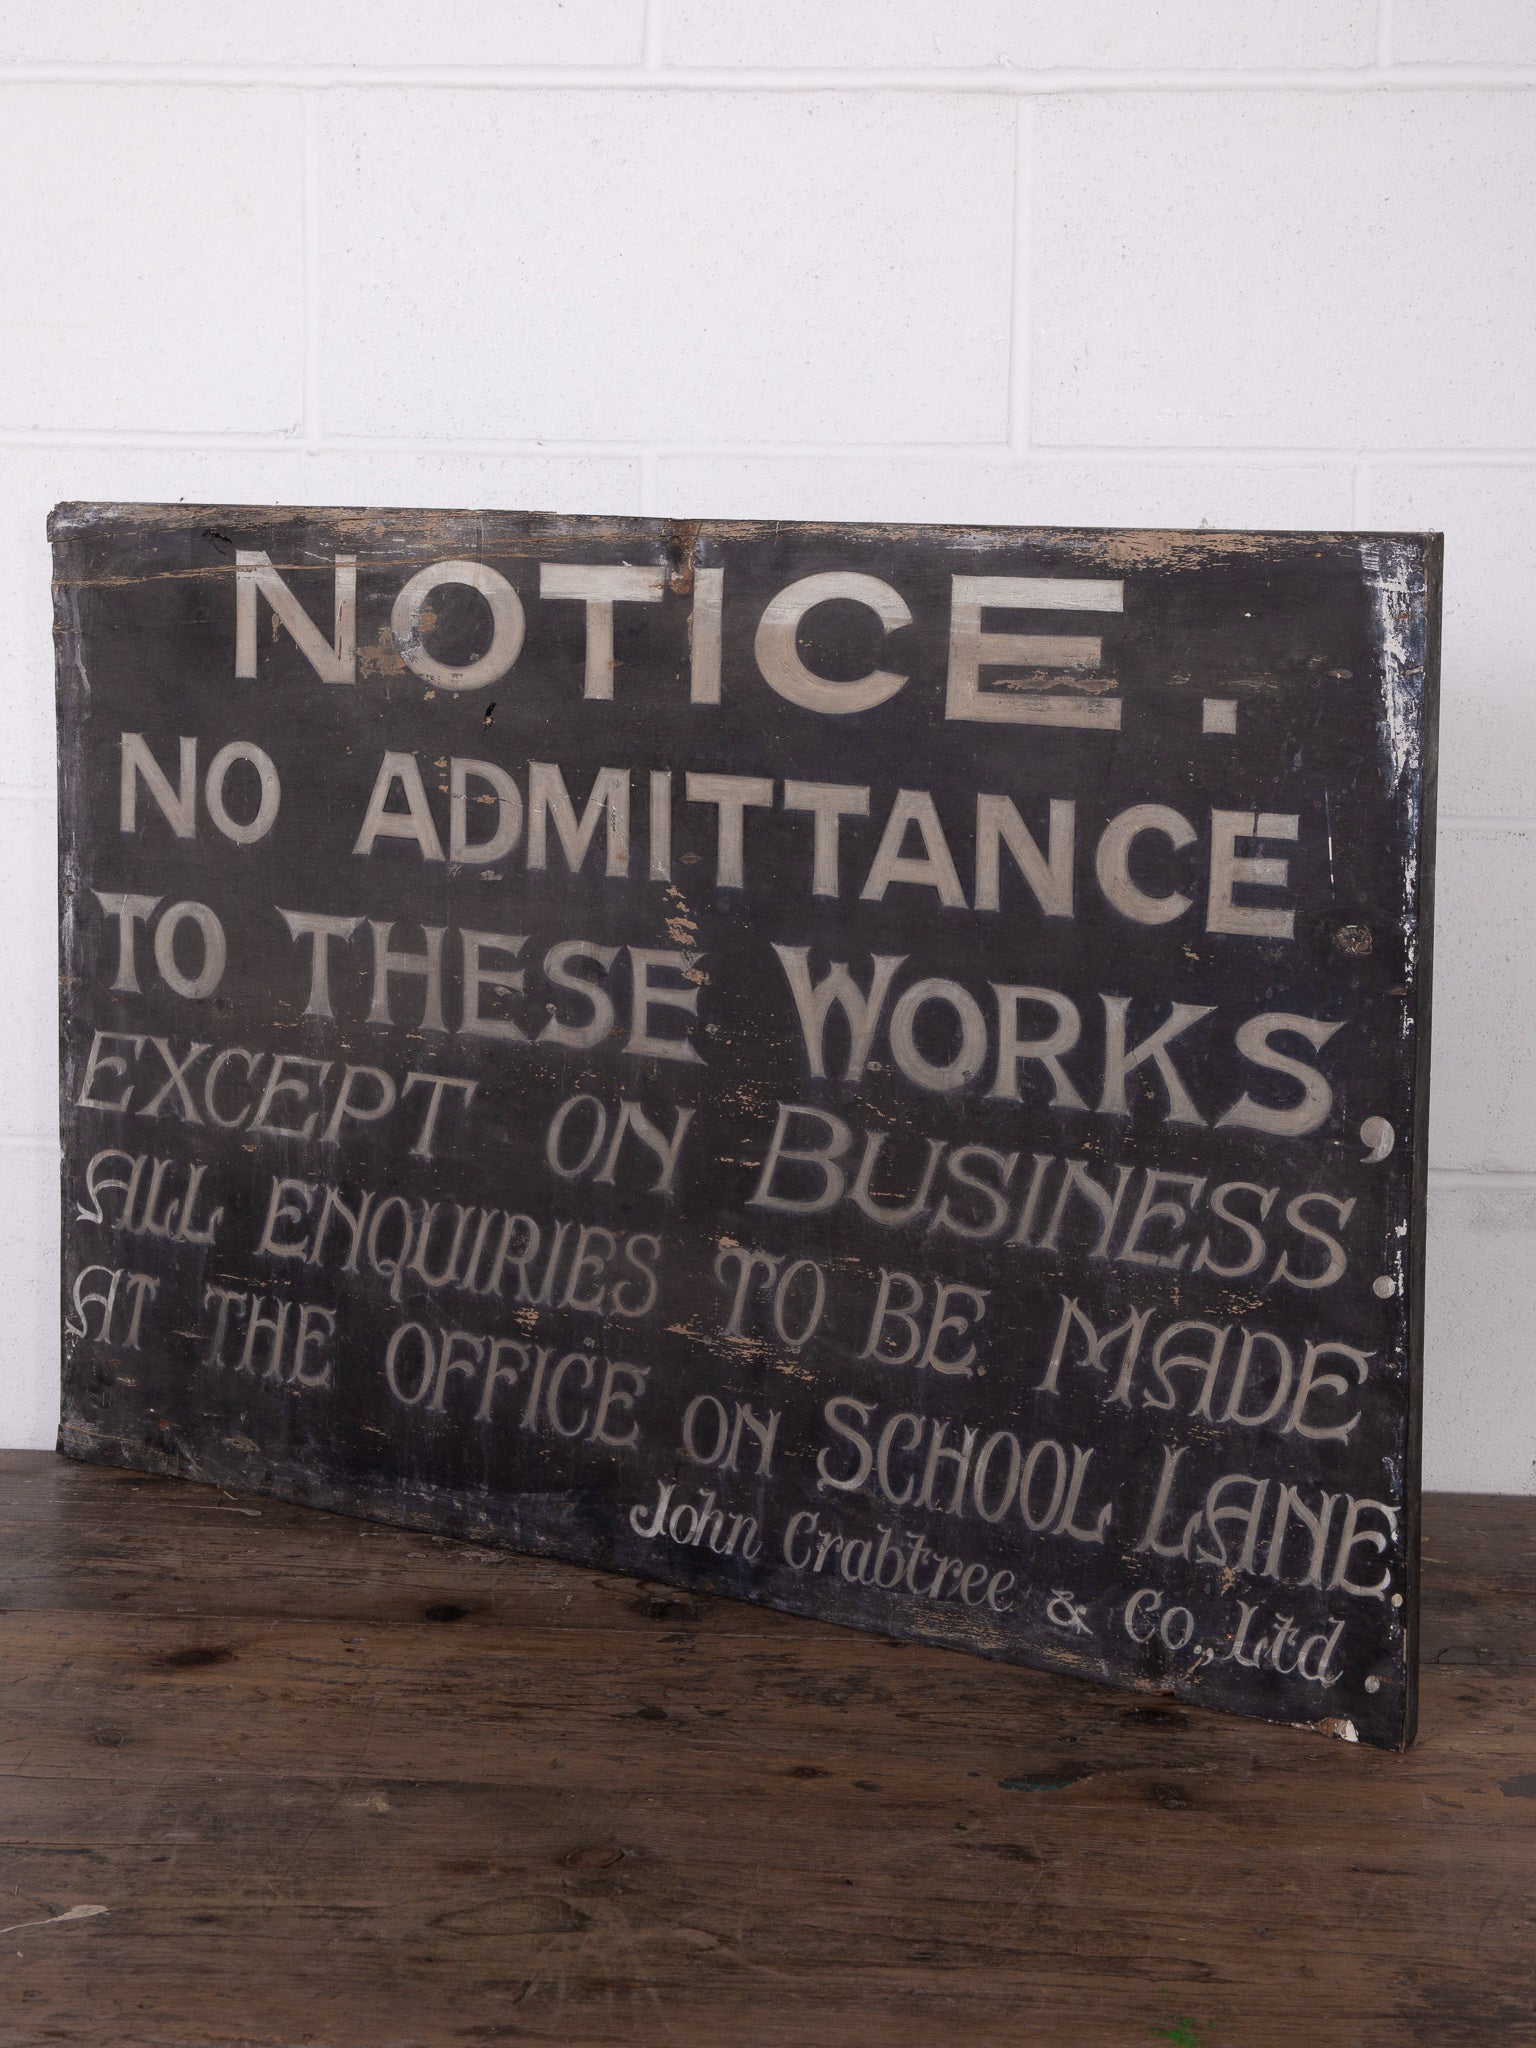 NOTICE.
NO ADMITTANCE
TO THESE WORKS,
EXCEPT ON BUSINESS.
ALL ENQUIRIES TO BE MADE
AT THE OFFICE ON SCHOOL LANE.
John Crabtree & Co., Ltd.